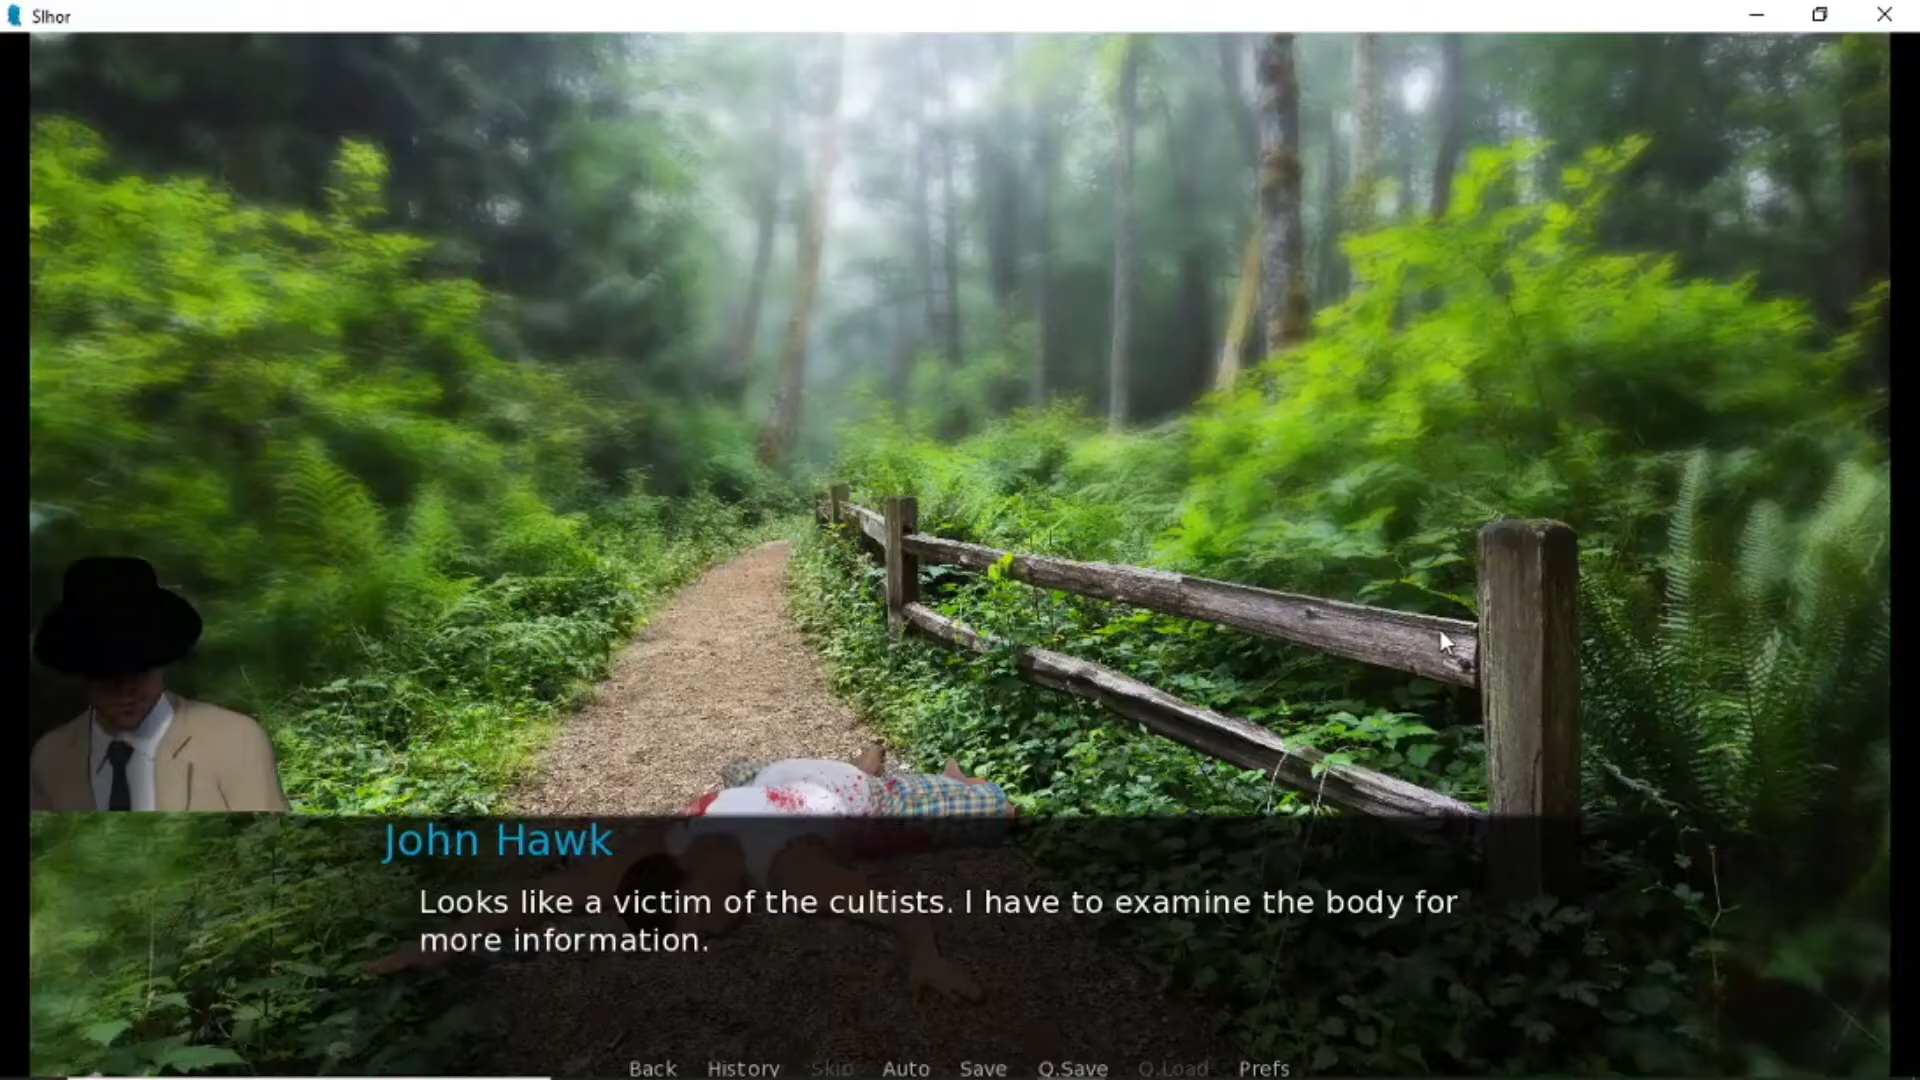 Slhor
John Hawk
Looks like a victim of the cultists. I have to examine the body for
more information.
Back History Skip Auto Save Q.Save Q.Load Prefs